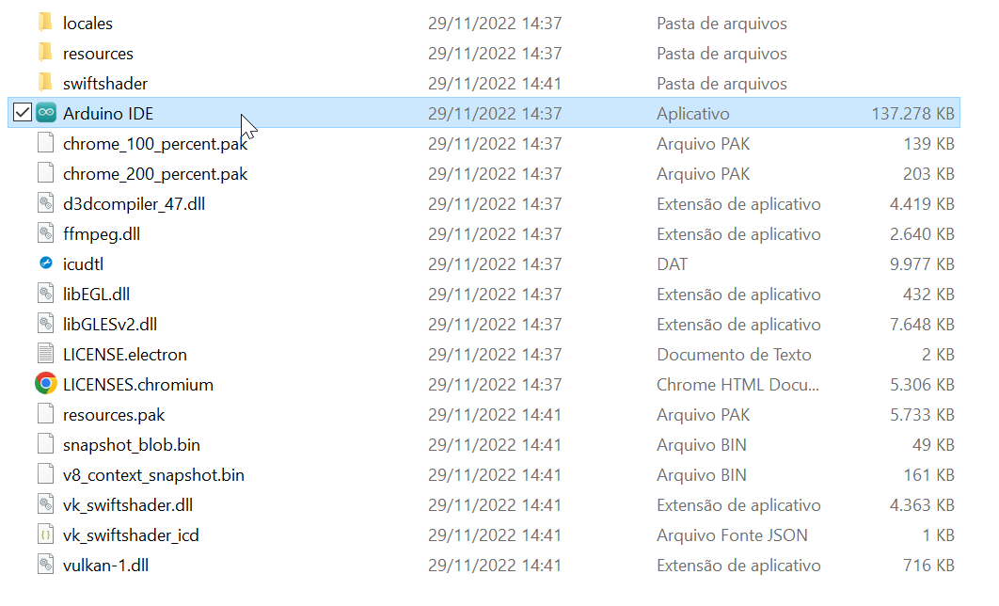 locales 29/11/2022 14:37 Pasta de arquivos
resources 29/11/2022 14:37 Pasta de arquivos
swiftshader 29/11/2022 14:41 Pasta de arquivos
Arduino IDE 29/11/2022 14:37 Aplicativo 137.278 KB
chrome_100_percent.pak 29/11/2022 14:37 Arquivo PAK 139 KB
chrome_200_percent.pak 29/11/2022 14:37 Arquivo PAK 203 KB
d3dcompiler_47.dll 29/11/2022 14:37 Extensão de aplicativo 4.419 KB
ffmpeg.dll 29/11/2022 14:37 Extensão de aplicativo 2.640 KB
icudtl 29/11/2022 14:37 DAT 9.977 KB
libEGL.dll 29/11/2022 14:37 Extensão de aplicativo 432 KB
libGLESv2.dll 29/11/2022 14:37 Extensão de aplicativo 7.648 KB
LICENSE.electron 29/11/2022 14:37 Documento de Texto 2 KB
LICENSES.chromium 29/11/2022 14:37 Chrome HTML Docu... 5.306 KB
resources.pak 29/11/2022 14:41 Arquivo PAK 5.733 KB
snapshot_blob.bin 29/11/2022 14:41 Arquivo BIN 49 KB
v8_context_snapshot.bin 29/11/2022 14:41 Arquivo BIN 161 KB
vk_swiftshader.dll 29/11/2022 14:41 Extensão de aplicativo 4.363 KB
vk_swiftshader_icd 29/11/2022 14:41 Arquivo Fonte JSON 1 KB
vulkan-1.dll 29/11/2022 14:41 Extensão de aplicativo 716 KB